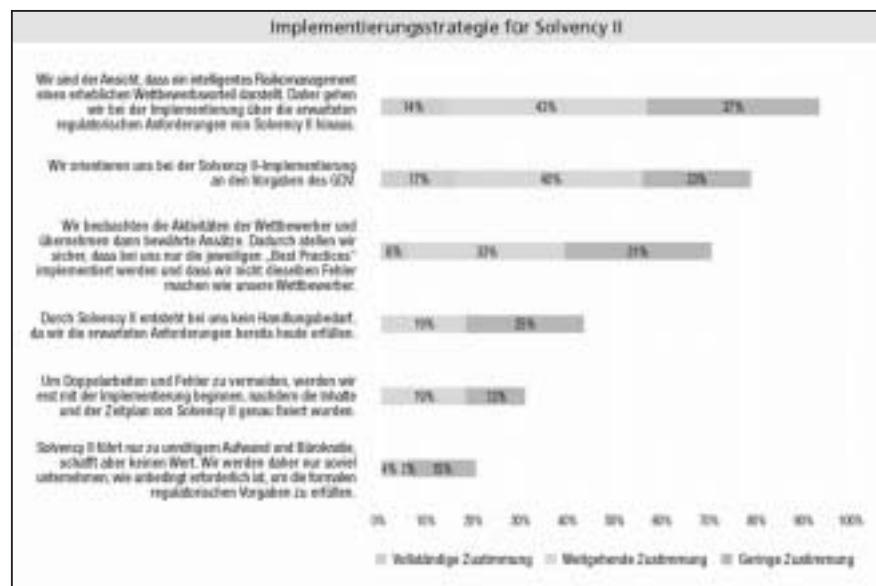 Implementierungsstrategie für Solvency II
Wir sind der Ansicht, dass ein intelligentes Risikomanagement
einen erheblichen Wettbewerbsvorteil darstellt. Daher gehen
wir bei der Implementierung über die erwarteten
regulatorischen Anforderungen von Solvency II hinaus.
14% 43% 37%
Wir orientieren uns bei der Solvency II-Implementierung
an den Vorgaben des GDV.
17% 40%
Wir beobachten die Aktivitäten der Wettbewerber und
übernehmen dann bewährte Ansätze. Dadurch stellen wir
sicher, dass bei uns nur die jeweiligen „Best Practices“
implementiert werden und dass wir nicht dieselben Fehler
machen wie unsere Wettbewerber.
33% 31%
Durch Solvency II entsteht bei uns kein Handlungsbedarf,
da wir die erwarteten Anforderungen bereits heute erfüllen.
19% 25%
Um Doppelarbeiten und Fehler zu vermeiden, werden wir
erst mit der Implementierung beginnen, nachdem die Inhalte
und der Zeitplan von Solvency II genau fixiert wurden.
19%
Solvency II führt nur zu unnötigem Aufwand und Bürokratie,
schafft aber keinen Wert. Wir werden daher nur soviel
unternehmen, wie unbedingt erforderlich ist, um die formalen
regulatorischen Vorgaben zu erfüllen.
4% 2% 15%
0% 10% 20% 30% 40% 50% 60% 70% 80% 90% 100%
Vollständige Zustimmung Weitgehende Zustimmung Geringe Zustimmung